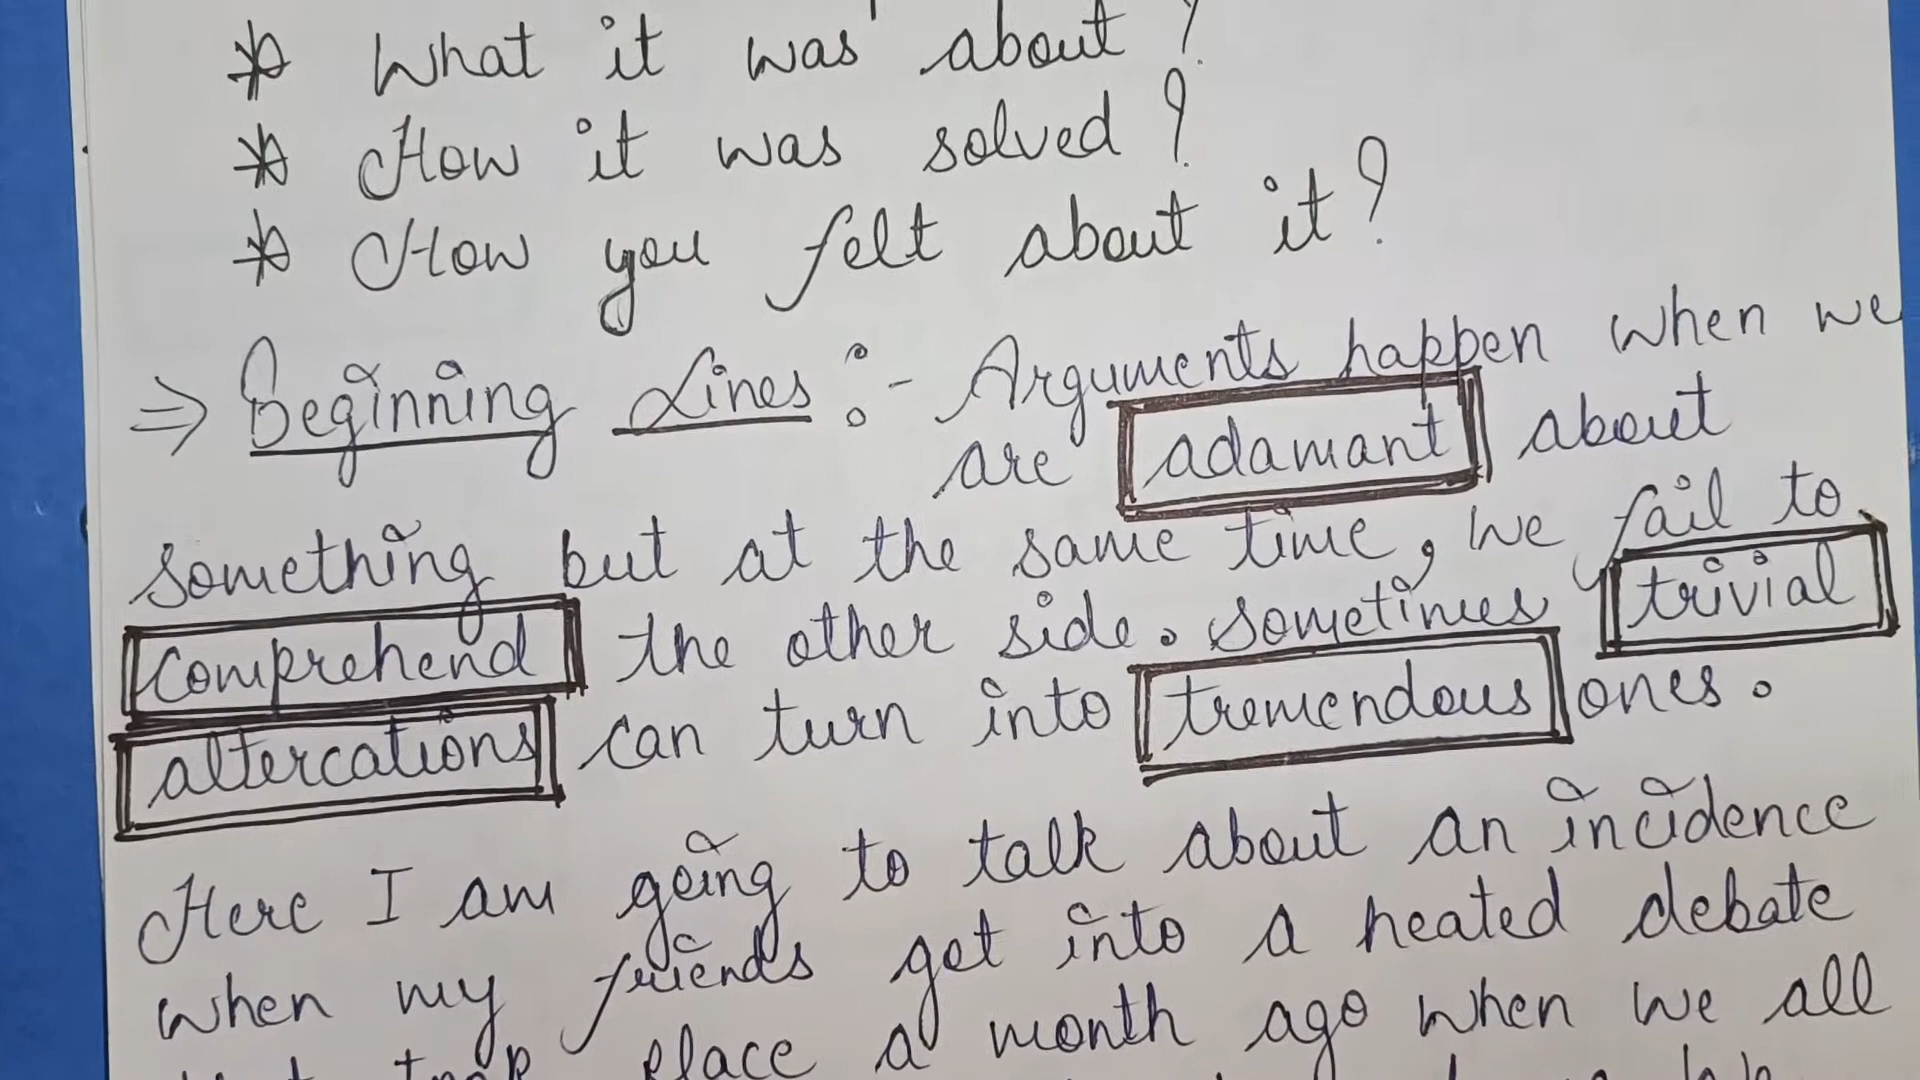 * What it was about?
* How it was solved?
* How you felt about it?
⇒ Beginning Lines :- Arguments happen when we
are adamant about
something but at the same time, we fail to
comprehend the other side. Sometimes trivial
altercations can turn into tremendous ones.
Here I am going to talk about an incidence
when my friends get into a heated debate
that took place a month ago when we all